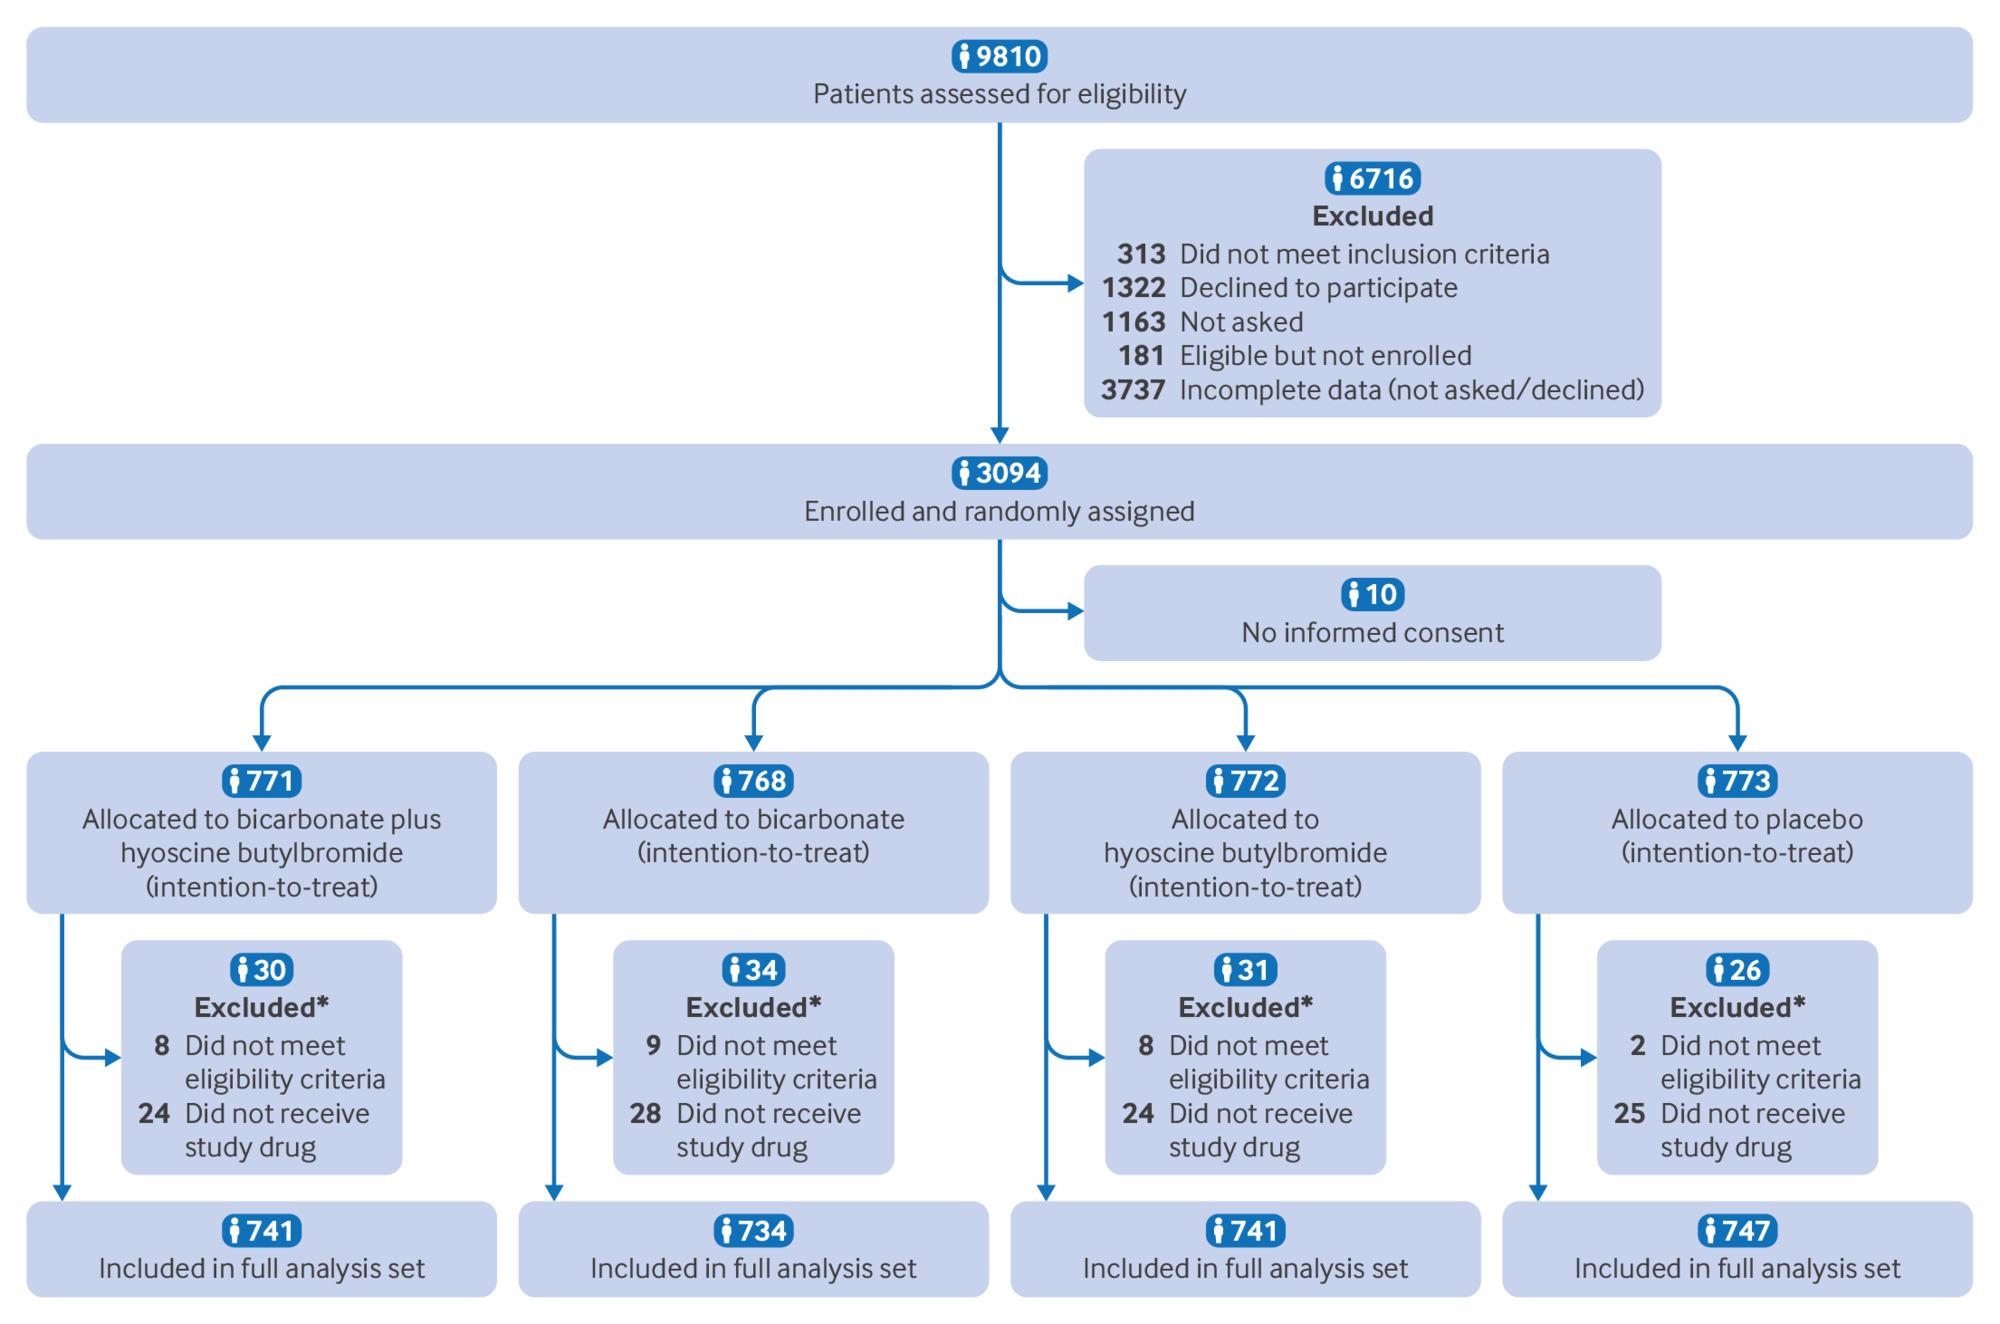 9810
Patients assessed for eligibility
6716
Excluded
313 Did not meet inclusion criteria
1322 Declined to participate
1163 Not asked
181 Eligible but not enrolled
3737 Incomplete data (not asked/declined)
3094
Enrolled and randomly assigned
10
No informed consent
771
Allocated to bicarbonate plus
hyoscine butylbromide
(intention-to-treat)
768
Allocated to bicarbonate
(intention-to-treat)
772
Allocated to
hyoscine butylbromide
(intention-to-treat)
773
Allocated to placebo
(intention-to-treat)
30
Excluded*
8 Did not meet
eligibility criteria
24 Did not receive
study drug
34
Excluded*
9 Did not meet
eligibility criteria
28 Did not receive
study drug
31
Excluded*
8 Did not meet
eligibility criteria
24 Did not receive
study drug
26
Excluded*
2 Did not meet
eligibility criteria
25 Did not receive
study drug
741
Included in full analysis set
734
Included in full analysis set
741
Included in full analysis set
747
Included in full analysis set